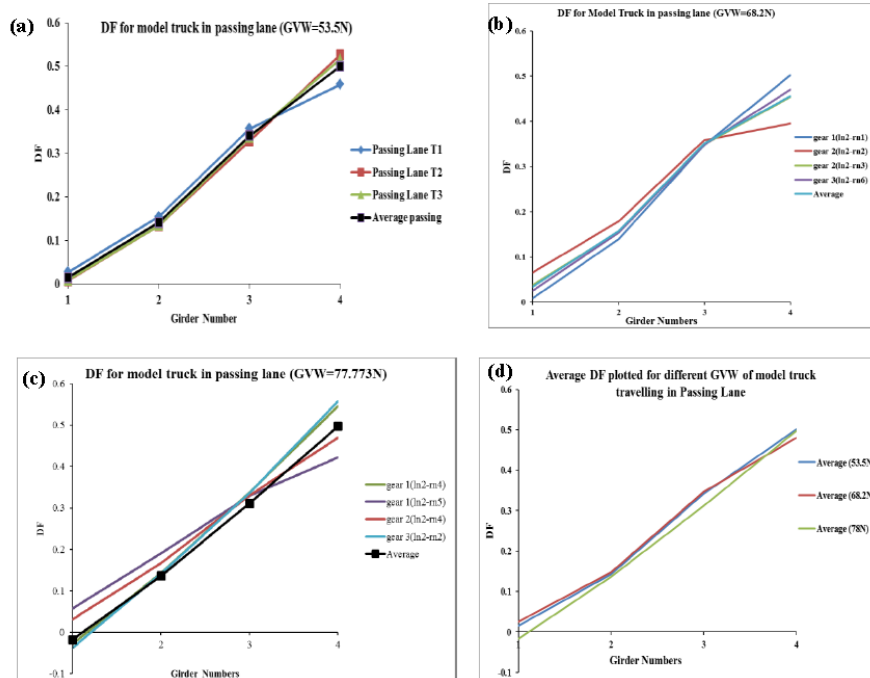 (a)
DF for model truck in passing lane (GVW=53.5N)
0.6
0.5
0.4
0.3
0.2
0.1
0
DF
1
2
3
4
Girder Number
Passing Lane T1
Passing Lane T2
Passing Lane T3
Average passing
(b)
DF for Model Truck in passing lane (GVW=68.2N)
0.6
0.5
0.4
0.3
0.2
0.1
0
DF
1
2
3
4
Girder Numbers
gear 1(ln2-rn1)
gear 2(ln2-rn2)
gear 2(ln2-rn3)
gear 3(ln2-rn6)
Average
(c)
DF for model truck in passing lane (GVW=77.773N)
0.6
0.5
0.4
0.3
0.2
0.1
0
-0.1
DF
2
3
4
Girder Numbers
gear 1(ln2-rn4)
gear 1(ln2-rn5)
gear 2(ln2-rn4)
gear 3(ln2-rn2)
Average
(d)
Average DF plotted for different GVW of model truck
travelling in Passing Lane
0.6
0.5
0.4
0.3
0.2
0.1
0
-0.1
DF
1
2
3
4
Girder Numbers
Average (53.5N
Average (68.2N
Average (78N)